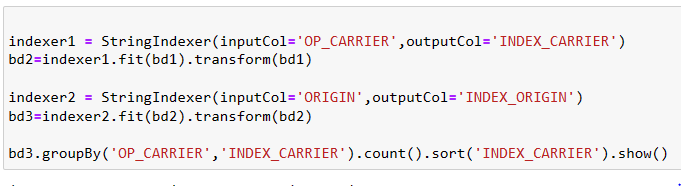 indexer1 = StringIndexer(inputCol='OP_CARRIER',outputCol='INDEX_CARRIER')
bd2=indexer1.fit(bd1).transform(bd1)
indexer2 = StringIndexer(inputCol='ORIGIN',outputCol='INDEX_ORIGIN')
bd3=indexer2.fit(bd2).transform(bd2)
bd3.groupBy('OP_CARRIER','INDEX_CARRIER').count().sort('INDEX_CARRIER').show()